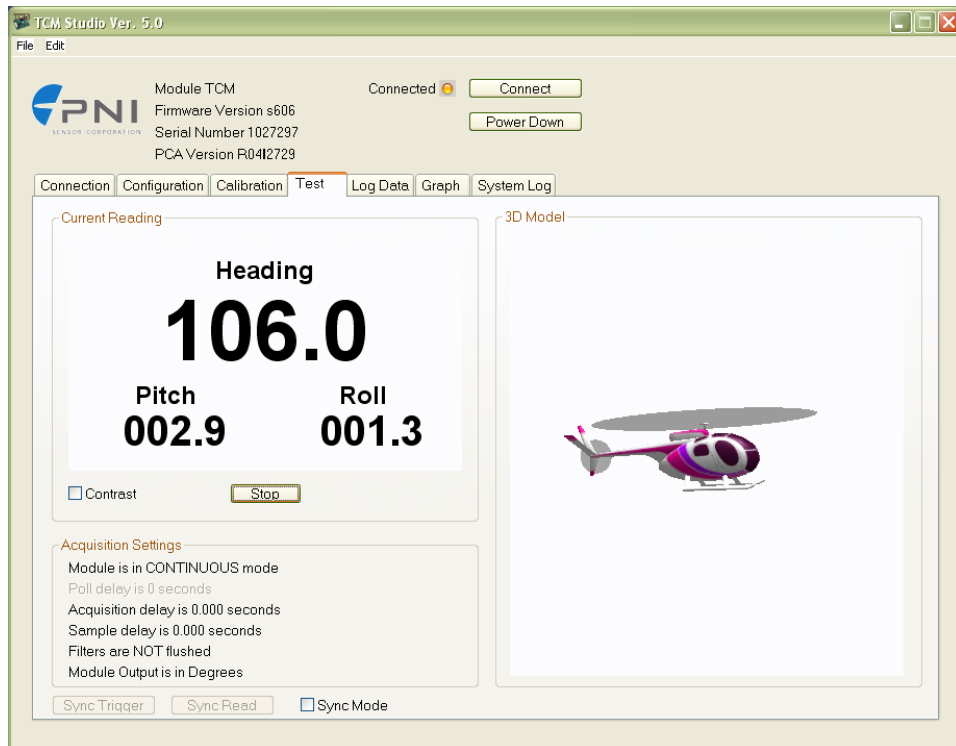 TCM Studio Ver. 5.0
File Edit
PNI
SENSOR CORPORATION
Module TCM
Firmware Version s606
Serial Number 1027297
PCA Version R04I2729
Connected
Connect
Power Down
Connection Configuration Calibration Test Log Data Graph System Log
Current Reading
Heading
106.0
Pitch Roll
002.9 001.3
Contrast
Stop
3D Model
Acquisition Settings
Module is in CONTINUOUS mode
Poll delay is 0 seconds
Acquisition delay is 0.000 seconds
Sample delay is 0.000 seconds
Filters are NOT flushed
Module Output is in Degrees
Sync Trigger Sync Read Sync Mode